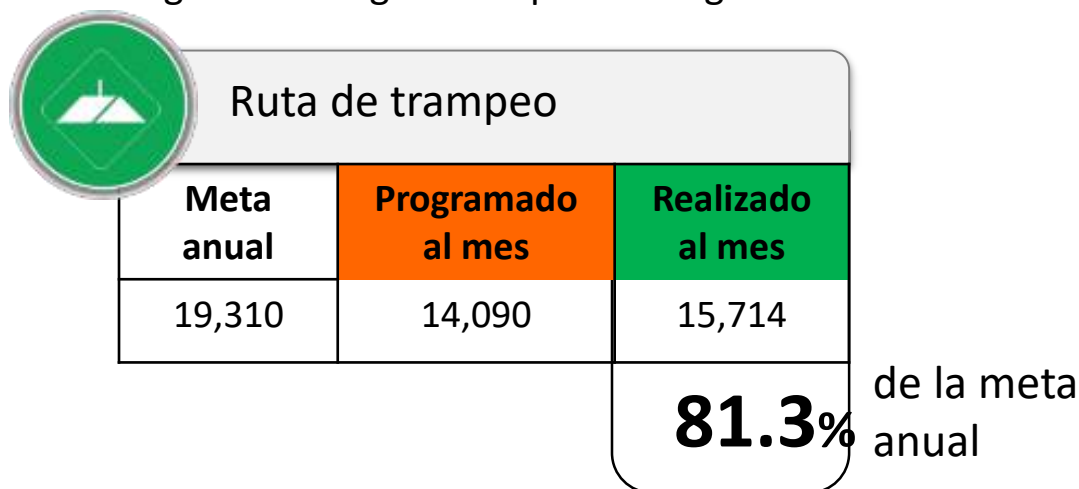 Ruta de trampeo
Meta anual
Programado al mes
Realizado al mes
19,310
14,090
15,714
81.3%
de la meta anual